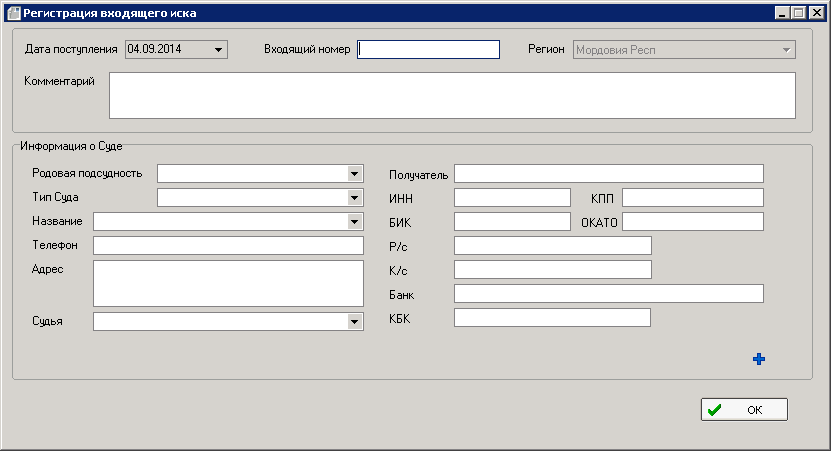 Регистрация входящего иска
Дата поступления 04.09.2014 Входящий номер Регион Мордовия Респ
Комментарий
Информация о Суде
Родовая подсудность
Тип Суда
Название
Телефон
Адрес
Судья
Получатель
ИНН КПП
БИК ОКАТО
Р/с
К/с
Банк
КБК
ОК